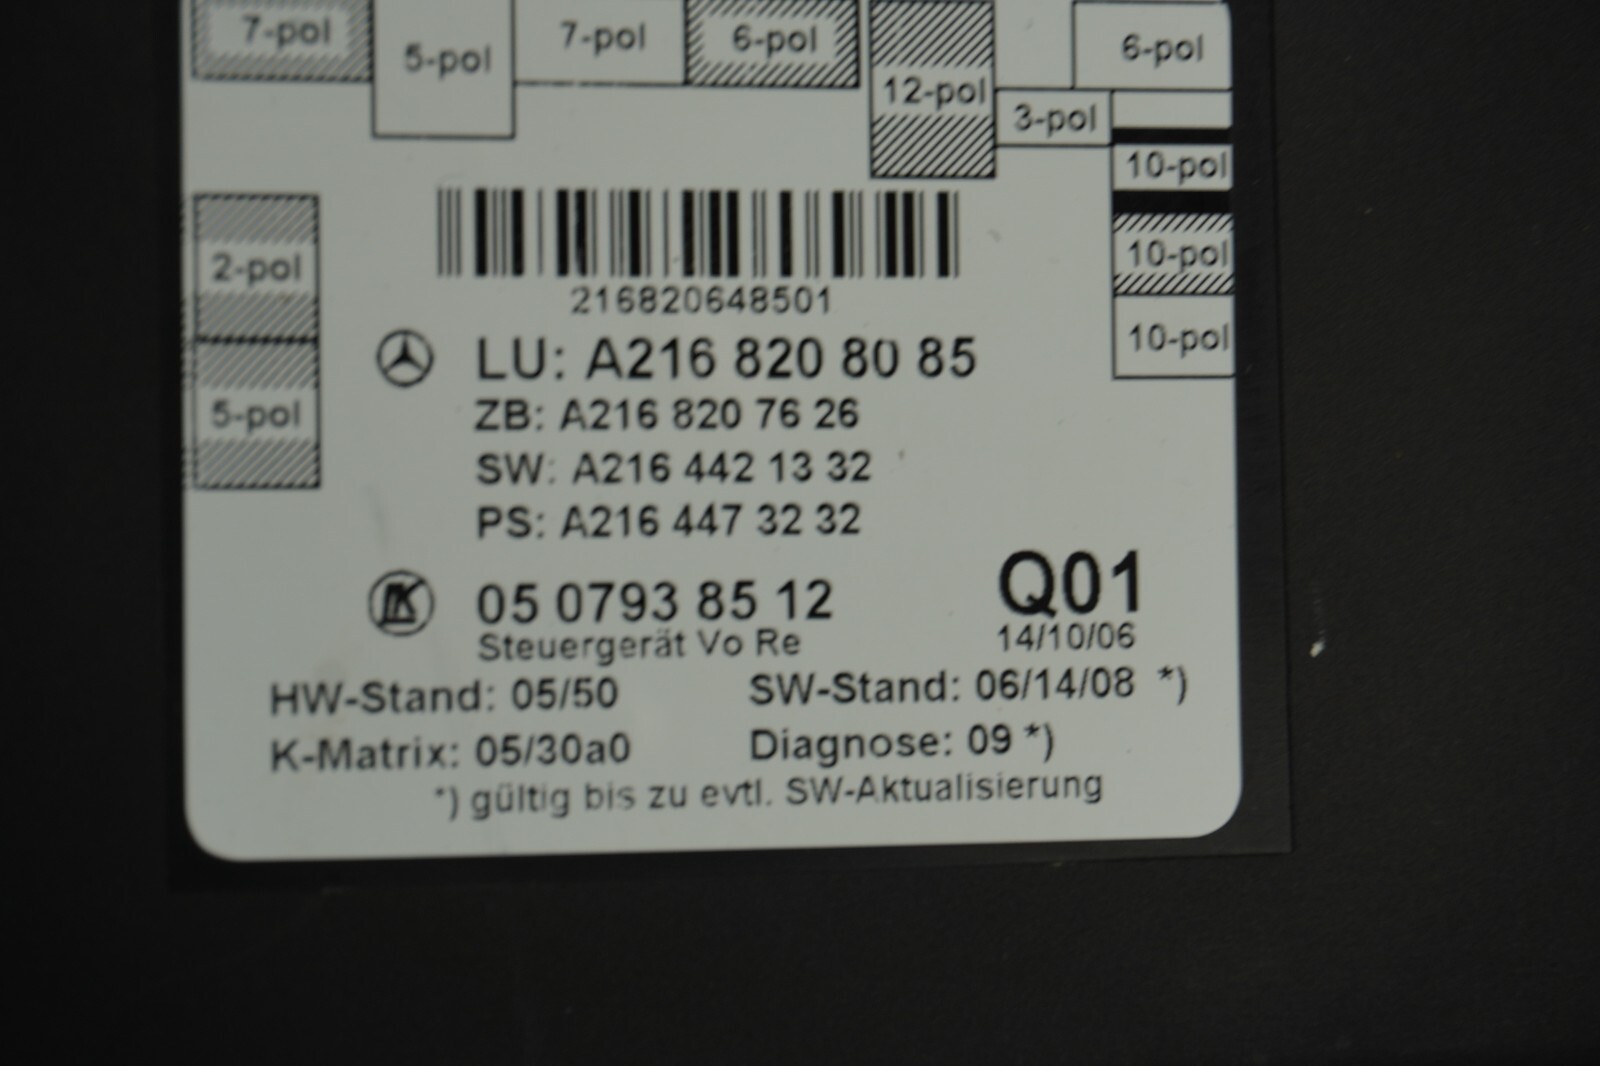 7-pol
5-pol
7-pol
6-pol
12-pol
3-pol
6-pol
10-pol
10-pol
10-pol
2-pol
5-pol
216820648501
LU: A216 820 80 85
ZB: A216 820 76 26
SW: A216 442 13 32
PS: A216 447 32 32
05 0793 85 12
Q01
Steuergerät Vo Re
14/10/06
HW-Stand: 05/50
SW-Stand: 06/14/08 *)
K-Matrix: 05/30a0
Diagnose: 09 *)
*) gültig bis zu evtl. SW-Aktualisierung